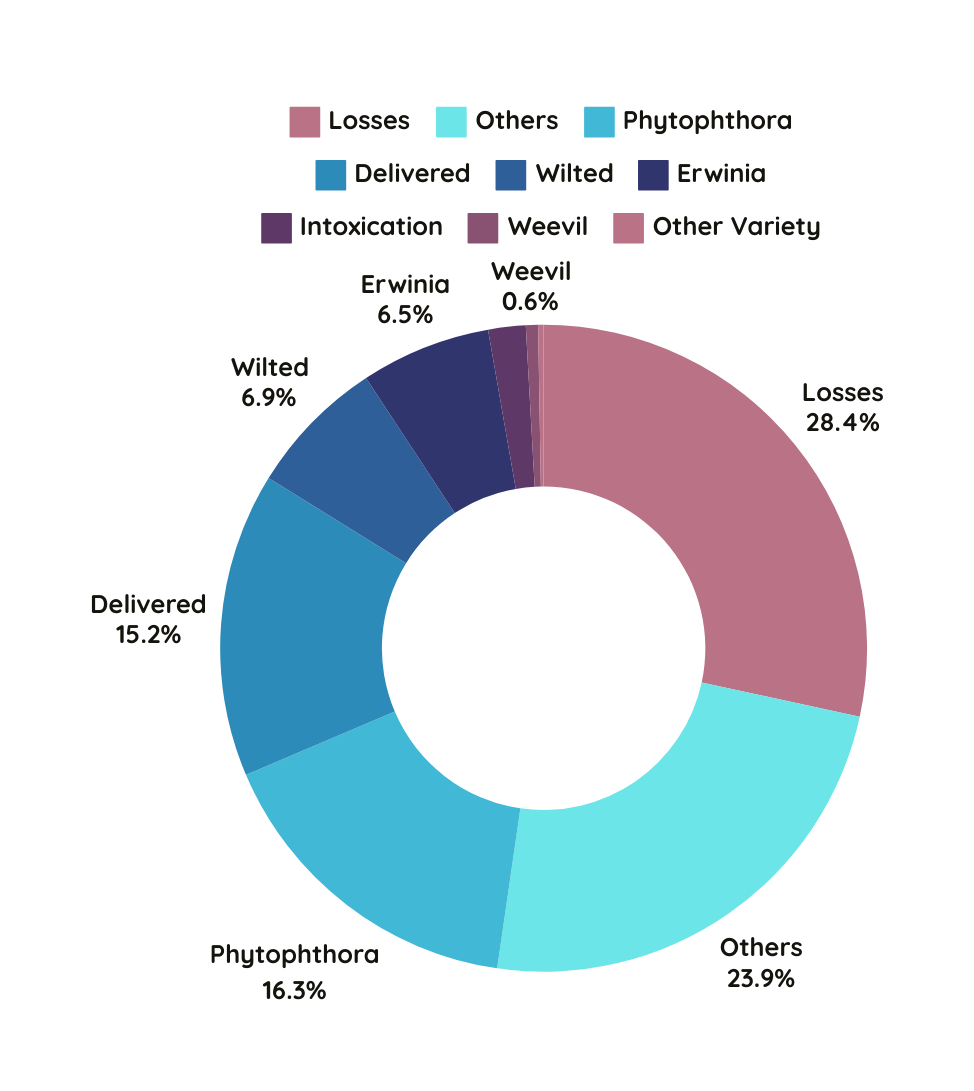 Losses Others Phytophthora
Delivered Wilted Erwinia
Intoxication Weevil Other Variety
Weevil
0.6%
Erwinia
6.5%
Wilted
6.9%
Losses
28.4%
Delivered
15.2%
Phytophthora
16.3%
Others
23.9%